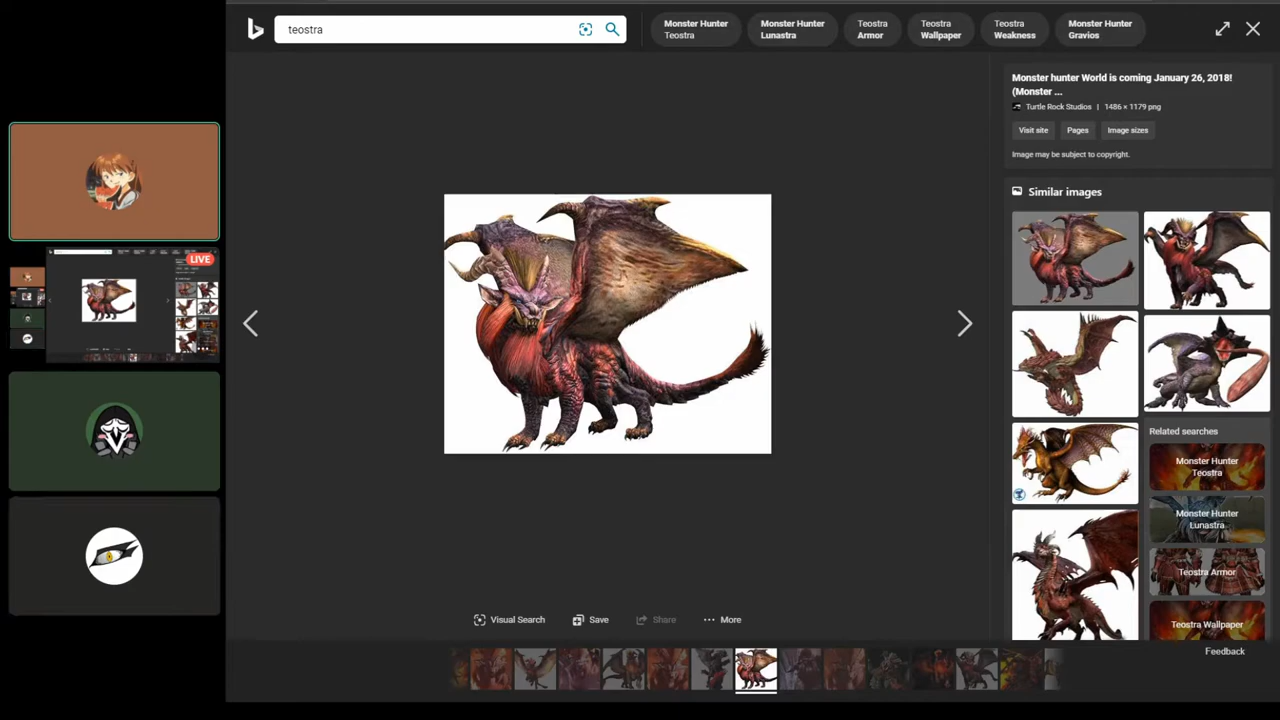 teostra
Monster Hunter
Teostra
Monster Hunter
Lunastra
Teostra
Armor
Teostra
Wallpaper
Teostra
Weakness
Monster Hunter
Gravios
Monster hunter World is coming January 26, 2018!
(Monster ...
Turtle Rock Studios | 1486 × 1179 png
Visit site
Pages
Image sizes
Image may be subject to copyright.
Similar images
LIVE
Related searches
Monster Hunter
Teostra
Monster Hunter
Lunastra
Teostra Armor
Teostra Wallpaper
Visual Search
Save
Share
More
Feedback